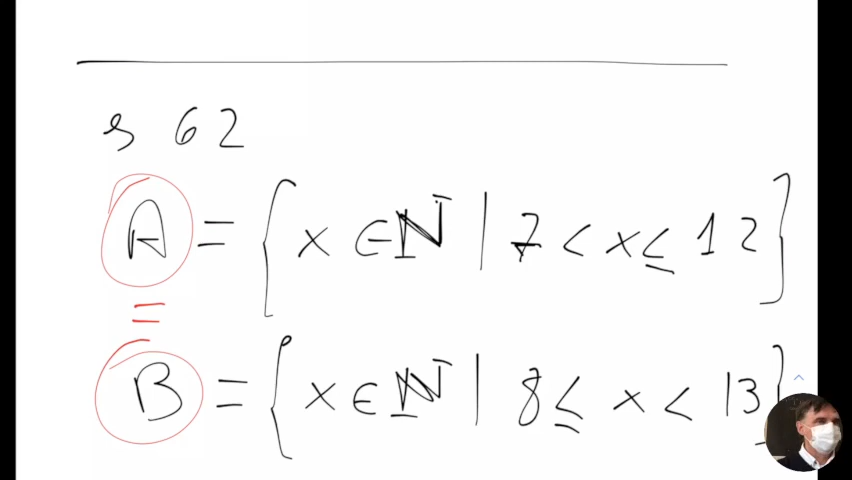 s 62
A = { x ∈ ℕ | 7 < x ≤ 12 }
=
B = { x ∈ ℕ | 8 ≤ x < 13 }